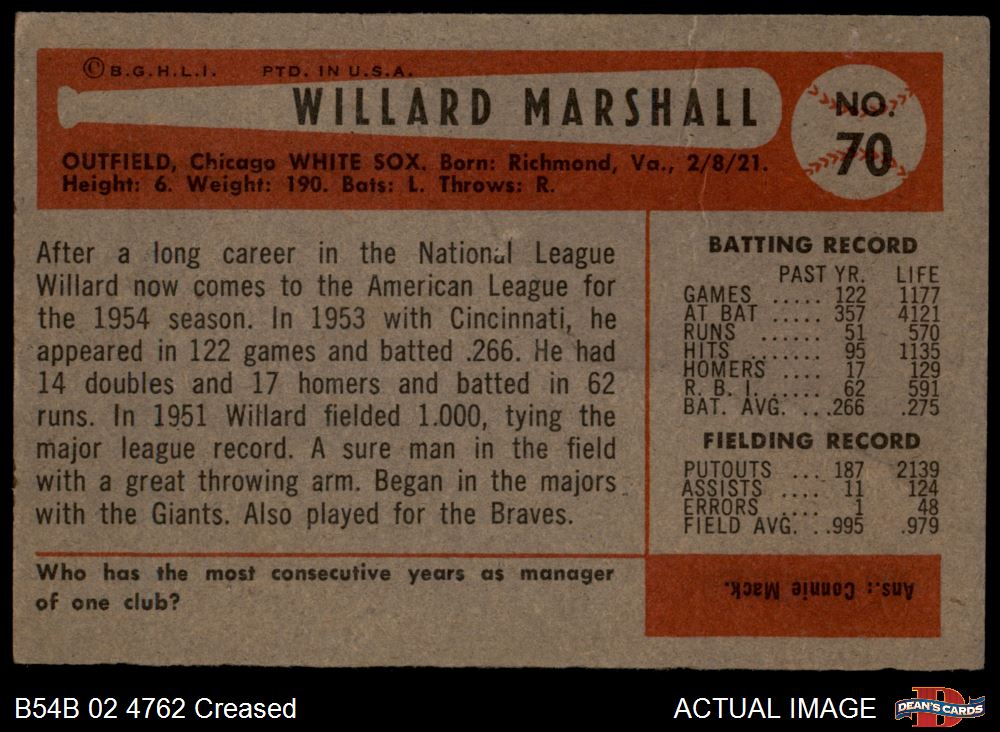 ©B.G.H.L.I. PTD. IN U.S.A.
WILLARD MARSHALL
NO.
70
OUTFIELD, Chicago WHITE SOX. Born: Richmond, Va., 2/8/21.
Height: 6. Weight: 190. Bats: L. Throws: R.
After a long career in the National League
Willard now comes to the American League for
the 1954 season. In 1953 with Cincinnati, he
appeared in 122 games and batted .266. He had
14 doubles and 17 homers and batted in 62
runs. In 1951 Willard fielded 1.000, tying the
major league record. A sure man in the field
with a great throwing arm. Began in the majors
with the Giants. Also played for the Braves.
BATTING RECORD
PAST YR. LIFE
GAMES ..... 122 1177
AT BAT ..... 357 4121
RUNS ...... 51 570
HITS ....... 95 1135
HOMERS .... 17 129
R. B. I. ..... 62 591
BAT. AVG. ...266 .275
FIELDING RECORD
PUTOUTS ... 187 2139
ASSISTS .... 11 124
ERRORS .... 1 48
FIELD AVG. ..995 .979
Who has the most consecutive years as manager
of one club?
Ans.: Connie Mack.
B54B 02 4762 Creased
ACTUAL IMAGE
D
DEAN'S CARDS